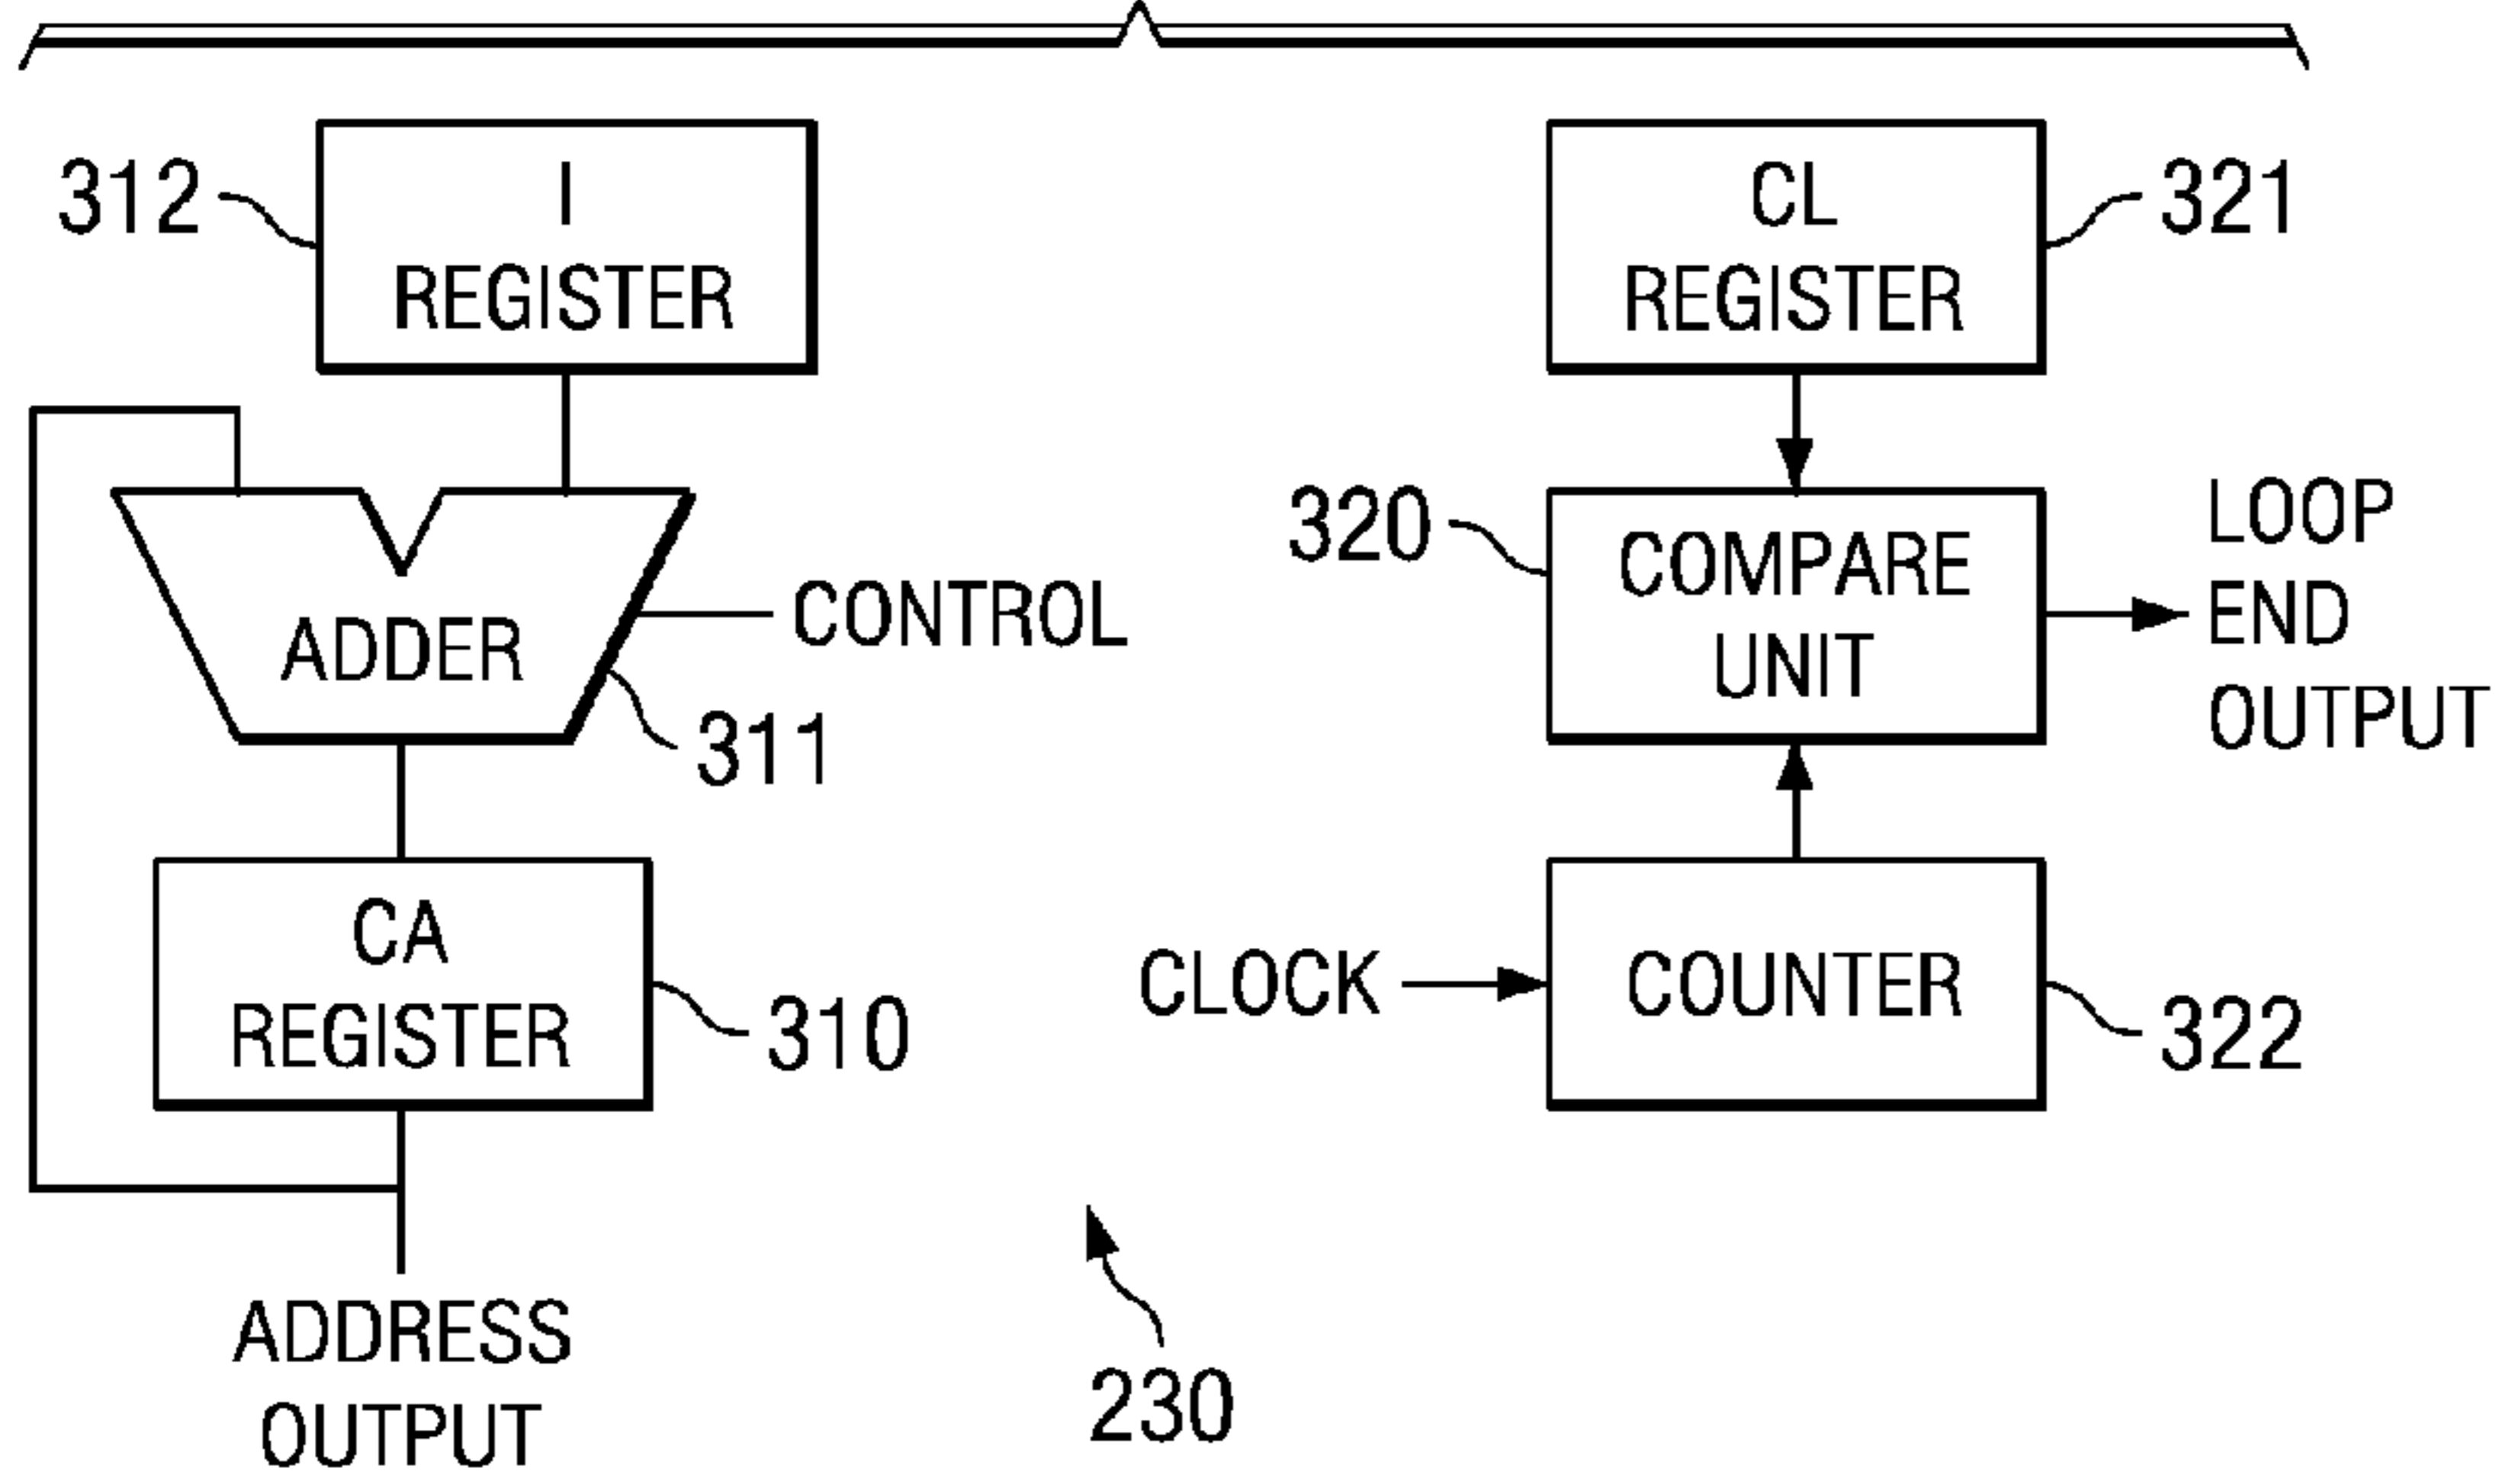 312
I
REGISTER
CL
REGISTER
321
ADDER
CONTROL
311
320
COMPARE
UNIT
LOOP
END
OUTPUT
CA
REGISTER
310
CLOCK
COUNTER
322
ADDRESS
OUTPUT
230